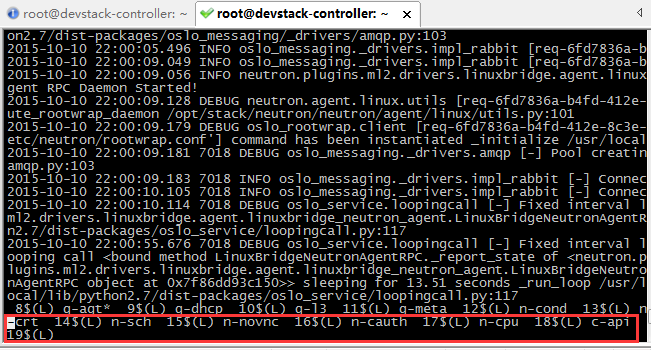 root@devstack-controller: ~
root@devstack-controller: ~
on2.7/dist-packages/oslo_messaging/_drivers/amqp.py:103
2015-10-10 22:00:05.496 INFO oslo_messaging._drivers.impl_rabbit [req-6fd7836a-b
2015-10-10 22:00:09.049 INFO oslo_messaging._drivers.impl_rabbit [req-6fd7836a-b
2015-10-10 22:00:09.056 INFO neutron.plugins.ml2.drivers.linuxbridge.agent.linux
gent RPC Daemon Started!
2015-10-10 22:00:09.128 DEBUG neutron.agent.linux.utils [req-6fd7836a-b4fd-412e-
ute_rootwrap_daemon /opt/stack/neutron/neutron/agent/linux/utils.py:101
2015-10-10 22:00:09.179 DEBUG oslo_rootwrap.client [req-6fd7836a-b4fd-412e-8c3e-
etc/neutron/rootwrap.conf'] command has been instantiated _initialize /usr/local
2015-10-10 22:00:09.181 7018 DEBUG oslo_messaging._drivers.amqp [-] Pool creatin
amqp.py:103
2015-10-10 22:00:09.183 7018 INFO oslo_messaging._drivers.impl_rabbit [-] Connec
2015-10-10 22:00:10.105 7018 INFO oslo_messaging._drivers.impl_rabbit [-] Connec
2015-10-10 22:00:10.114 7018 DEBUG oslo_service.loopingcall [-] Fixed interval l
ml2.drivers.linuxbridge.agent.linuxbridge_neutron_agent.LinuxBridgeNeutronAgentR
n2.7/dist-packages/oslo_service/loopingcall.py:117
2015-10-10 22:00:55.676 7018 DEBUG oslo_service.loopingcall [-] Fixed interval l
ooping call <bound method LinuxBridgeNeutronAgentRPC._report_state of <neutron.p
lugins.ml2.drivers.linuxbridge.agent.linuxbridge_neutron_agent.LinuxBridgeNeutro
nAgentRPC object at 0x7f86dd93c150>> sleeping for 13.51 seconds _run_loop /usr/l
ocal/lib/python2.7/dist-packages/oslo_service/loopingcall.py:117
8$(L) q-agt* 9$(L) q-dhcp 10$(L) q-l3 11$(L) q-meta 12$(L) n-cond 13$(L) n
-crt 14$(L) n-sch 15$(L) n-novnc 16$(L) n-cauth 17$(L) n-cpu 18$(L) c-api
19$(L)